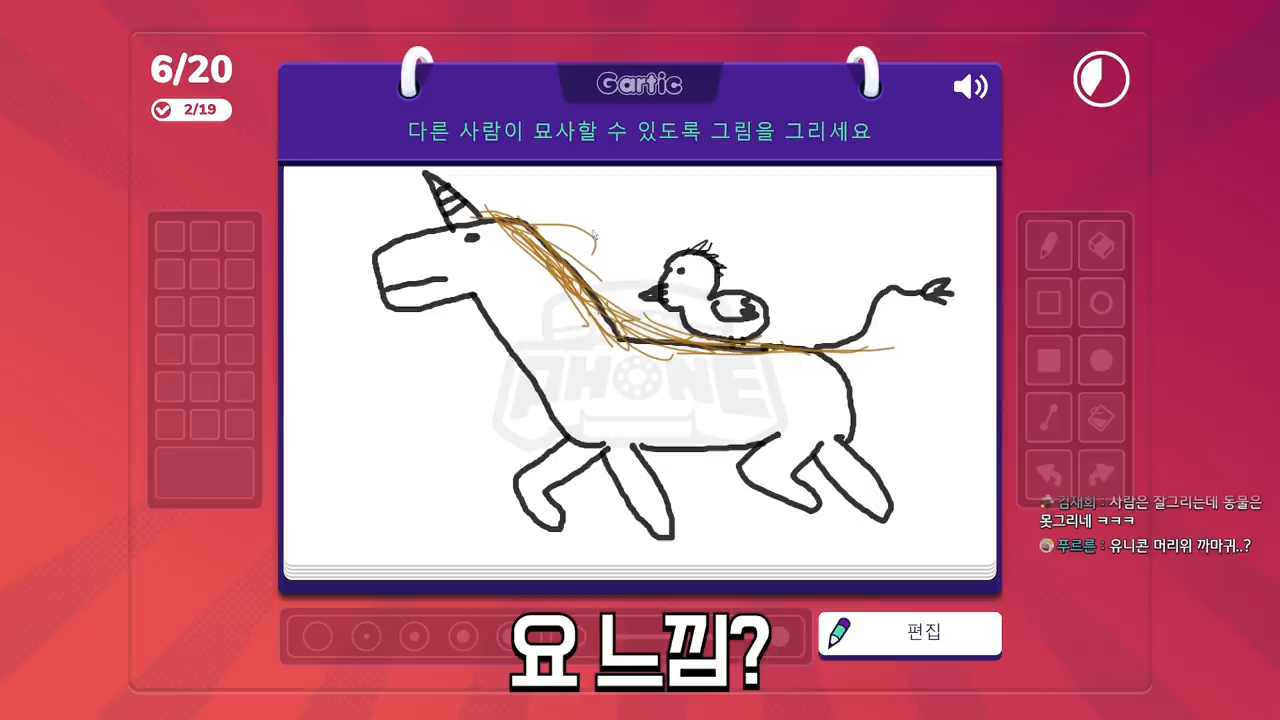 6/20
2/19
Gartic
다른 사람이 묘사할 수 있도록 그림을 그리세요
PHONE
김재희 : 사람은 잘그리는데 동물은
못그리네 ㅋㅋㅋ
푸르른 : 유니콘 머리위 까마귀..?
편집
요 느낌?